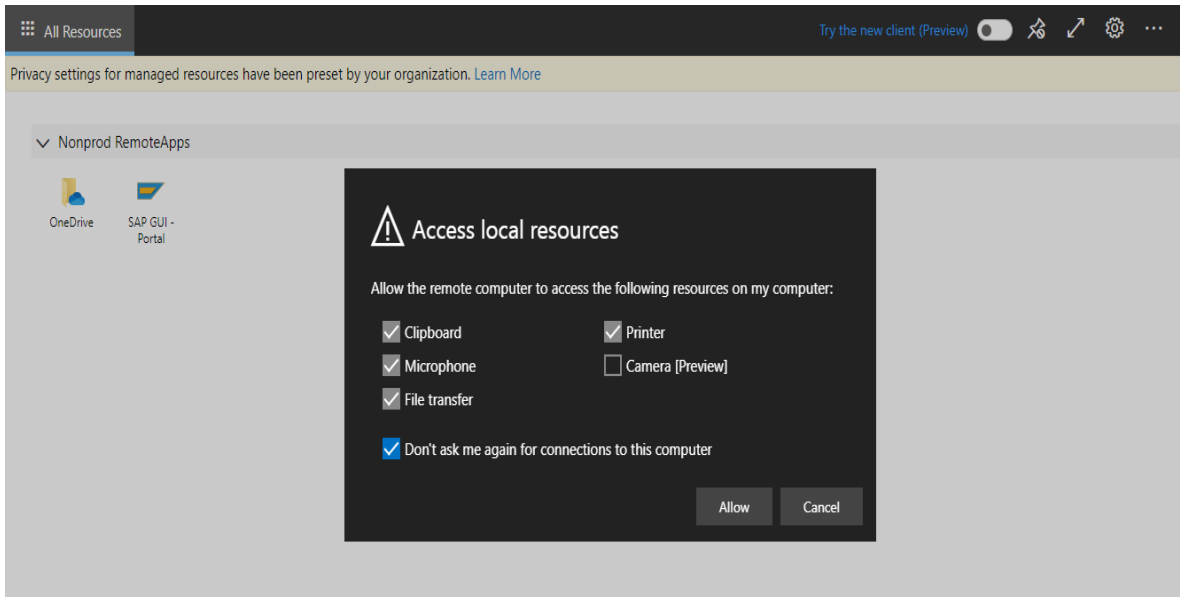 All Resources
Try the new client (Preview)
Privacy settings for managed resources have been preset by your organization. Learn More
Nonprod RemoteApps
OneDrive
SAP GUI -
Portal
Access local resources
Allow the remote computer to access the following resources on my computer:
Clipboard
Printer
Microphone
Camera [Preview]
File transfer
Don't ask me again for connections to this computer
Allow
Cancel